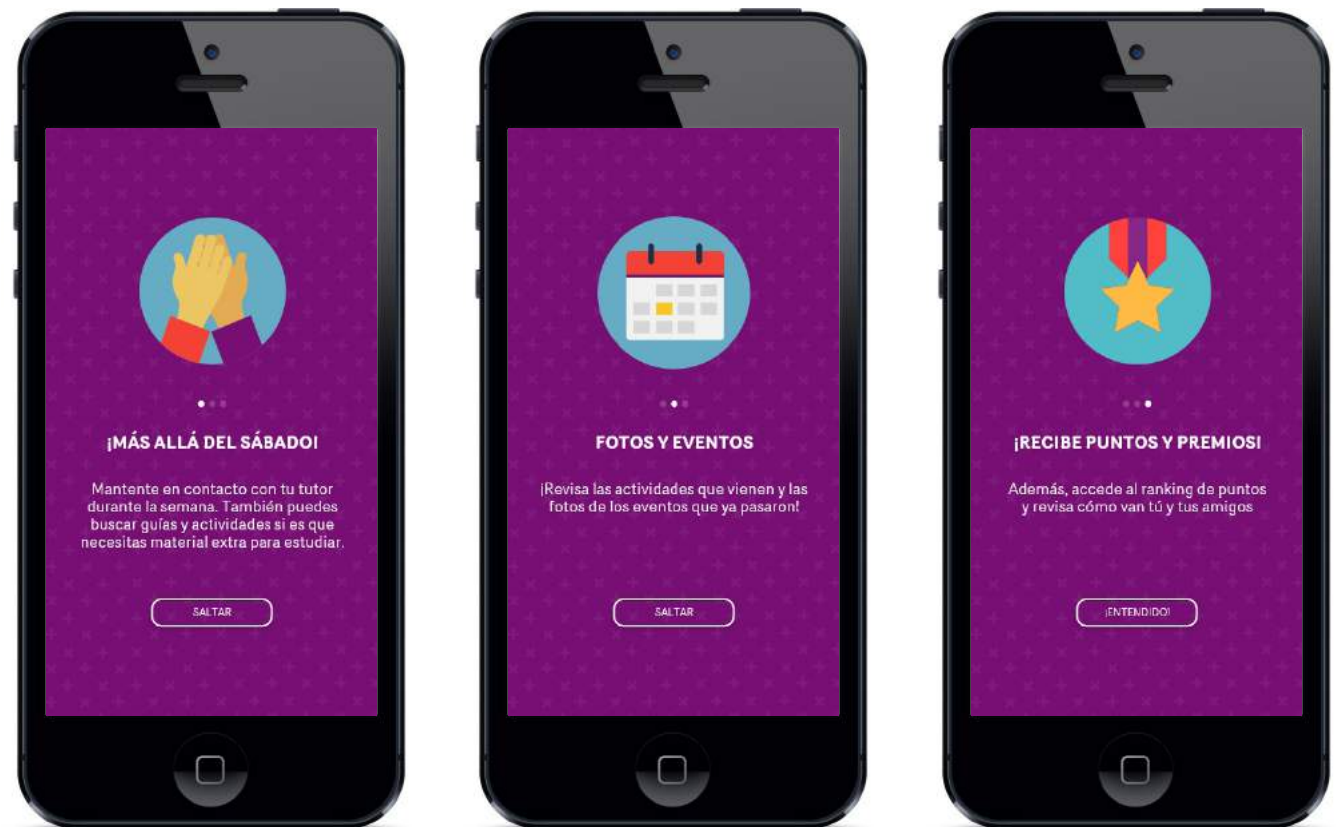 ¡MÁS ALLÁ DEL SÁBADO!
Mantente en contacto con tu tutor
durante la semana. También puedes
buscar guías y actividades si es que
necesitas material extra para estudiar.
SALTAR
FOTOS Y EVENTOS
¡Revisa las actividades que vienen y las
fotos de los eventos que ya pasaron!
SALTAR
¡RECIBE PUNTOS Y PREMIOS!
Además, accede al ranking de puntos
y revisa cómo van tú y tus amigos
¡ENTENDIDO!